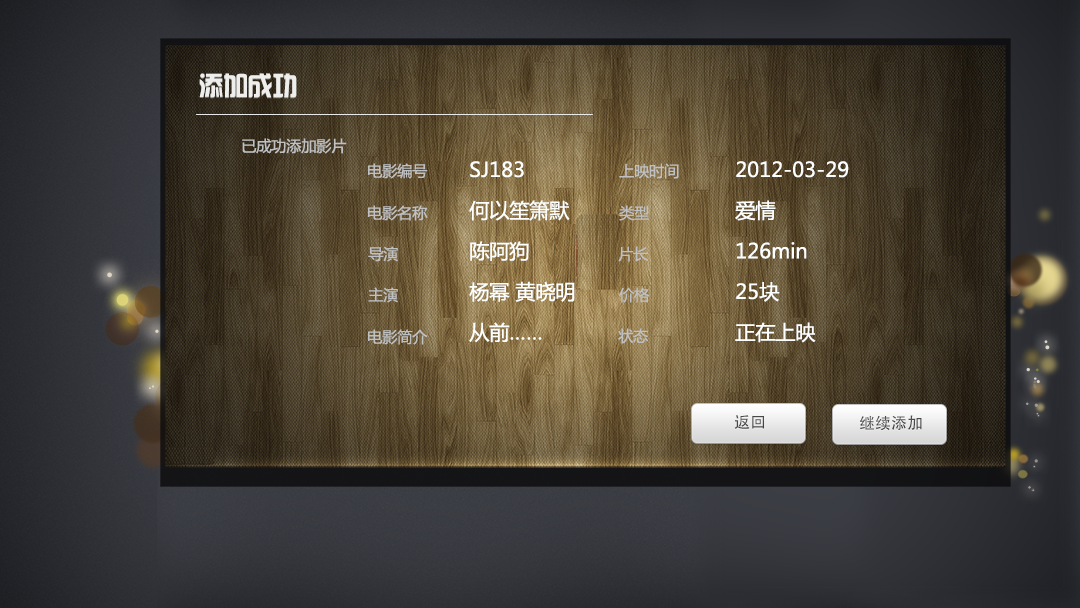 添加成功
已成功添加影片
电影编号 SJ183 上映时间 2012-03-29
电影名称 何以笙箫默 类型 爱情
导演 陈阿狗 片长 126min
主演 杨幂 黄晓明 价格 25块
电影简介 从前…… 状态 正在上映
返回 继续添加